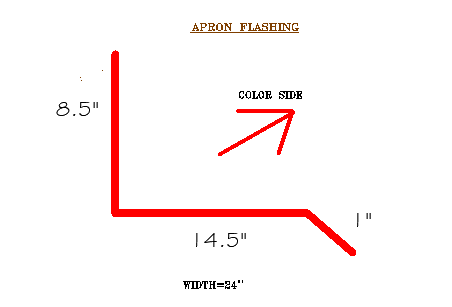 APRON FLASHING
COLOR SIDE
8.5"
1"
14.5"
WIDTH=24"